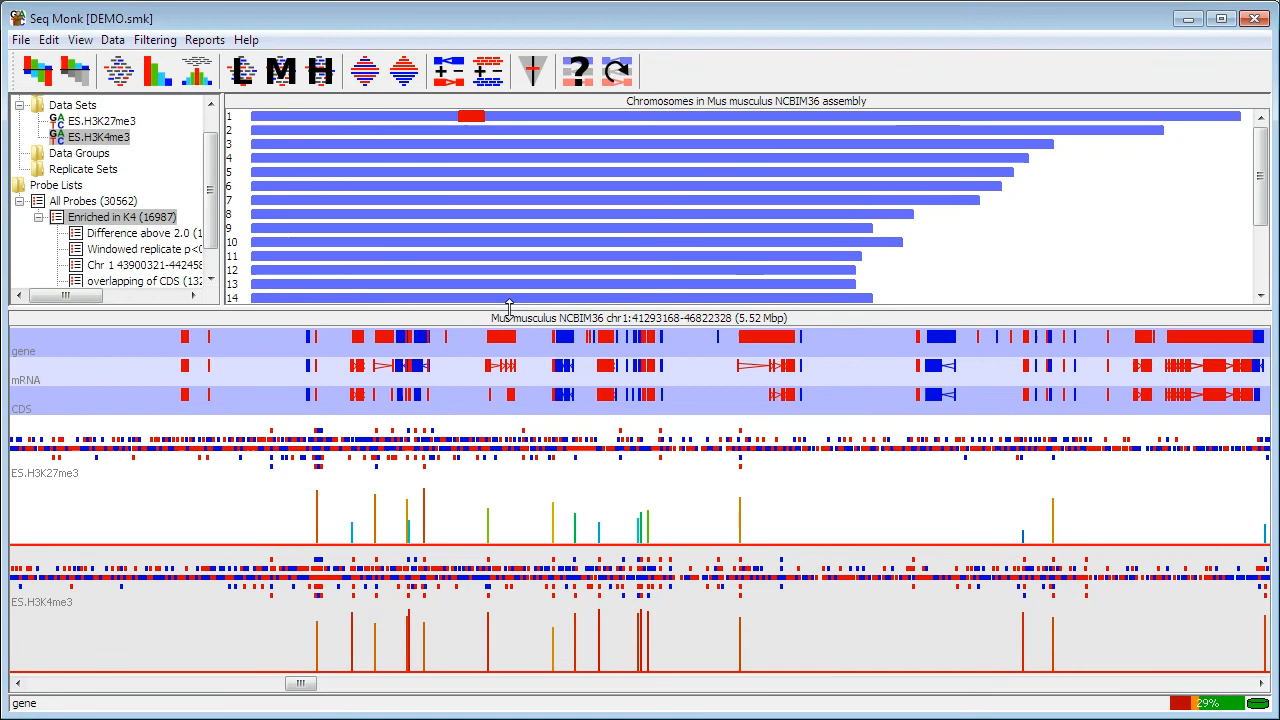 Seq Monk [DEMO.smk]
File Edit View Data Filtering Reports Help
L M H ?
Data Sets
ES.H3K27me3
ES.H3K4me3
Data Groups
Replicate Sets
Probe Lists
All Probes (30562)
Enriched in K4 (16987)
Difference above 2.0 (1
Windowed replicate p<0
Chr 1 43900321-442458
overlapping of CDS (132
Chromosomes in Mus musculus NCBIM36 assembly
1
2
3
4
5
6
7
8
9
10
11
12
13
14
Mus musculus NCBIM36 chr1:41293168-46822328 (5.52 Mbp)
gene
mRNA
CDS
ES.H3K27me3
ES.H3K4me3
gene
29%